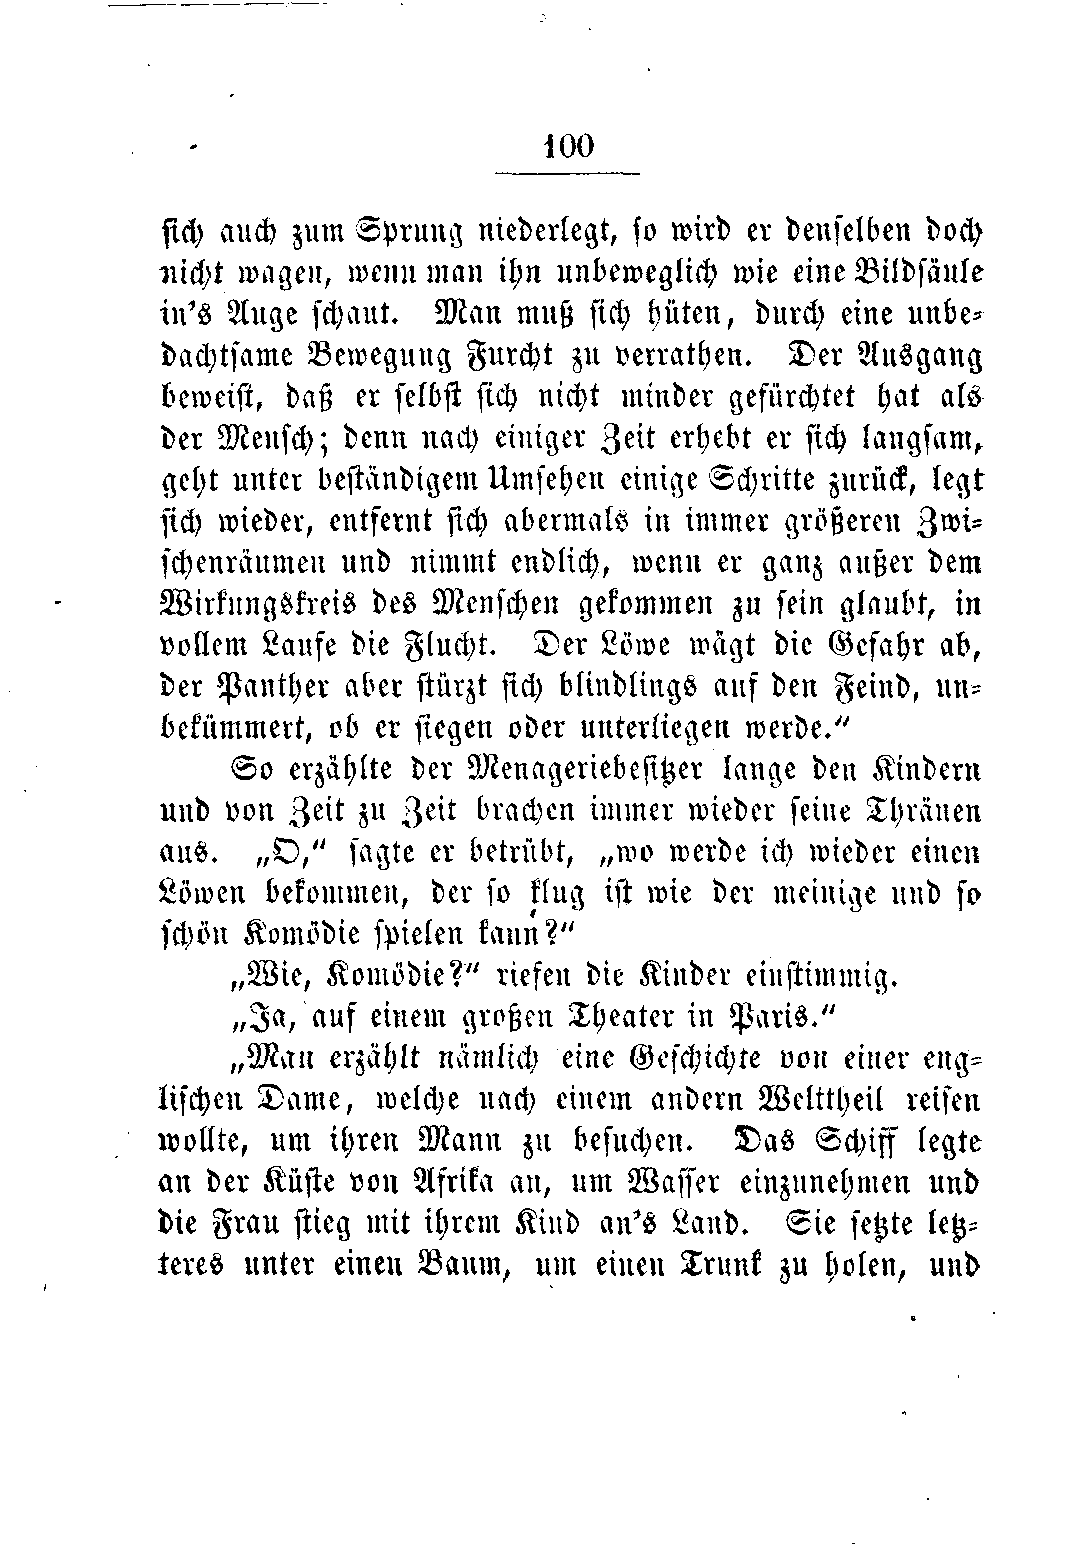 100
sich auch zum Sprung niederlegt, so wird er denselben doch
nicht wagen, wenn man ihn unbeweglich wie eine Bildsäule
in's Auge schaut. Man muß sich hüten, durch eine unbe-
dachtsame Bewegung Furcht zu verrathen. Der Ausgang
beweist, daß er selbst sich nicht minder gefürchtet hat als
der Mensch; denn nach einiger Zeit erhebt er sich langsam,
geht unter beständigem Umsehen einige Schritte zurück, legt
sich wieder, entfernt sich abermals in immer größeren Zwi-
schenräumen und nimmt endlich, wenn er ganz außer dem
Wirkungskreis des Menschen gekommen zu sein glaubt, in
vollem Laufe die Flucht. Der Löwe wägt die Gefahr ab,
der Panther aber stürzt sich blindlings auf den Feind, un-
bekümmert, ob er siegen oder unterliegen werde.“
So erzählte der Menageriebesitzer lange den Kindern
und von Zeit zu Zeit brachen immer wieder seine Thränen
aus. „O,“ sagte er betrübt, „wo werde ich wieder einen
Löwen bekommen, der so klug ist wie der meinige und so
schön Komödie spielen kann?“
„Wie, Komödie?“ riefen die Kinder einstimmig.
„Ja, auf einem großen Theater in Paris.“
„Man erzählt nämlich eine Geschichte von einer eng-
lischen Dame, welche nach einem andern Welttheil reisen
wollte, um ihren Mann zu besuchen. Das Schiff legte
an der Küste von Afrika an, um Wasser einzunehmen und
die Frau stieg mit ihrem Kind an's Land. Sie setzte letz-
teres unter einen Baum, um einen Trunk zu holen, und